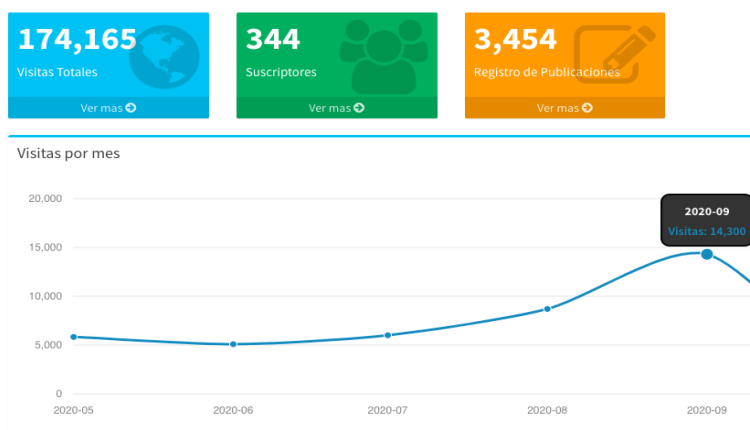 174,165
Visitas Totales
Ver mas
344
Suscriptores
Ver mas
3,454
Registro de Publicaciones
Ver mas
Visitas por mes
20,000
15,000
10,000
5,000
0
2020-09
Visitas: 14,300
2020-05
2020-06
2020-07
2020-08
2020-09